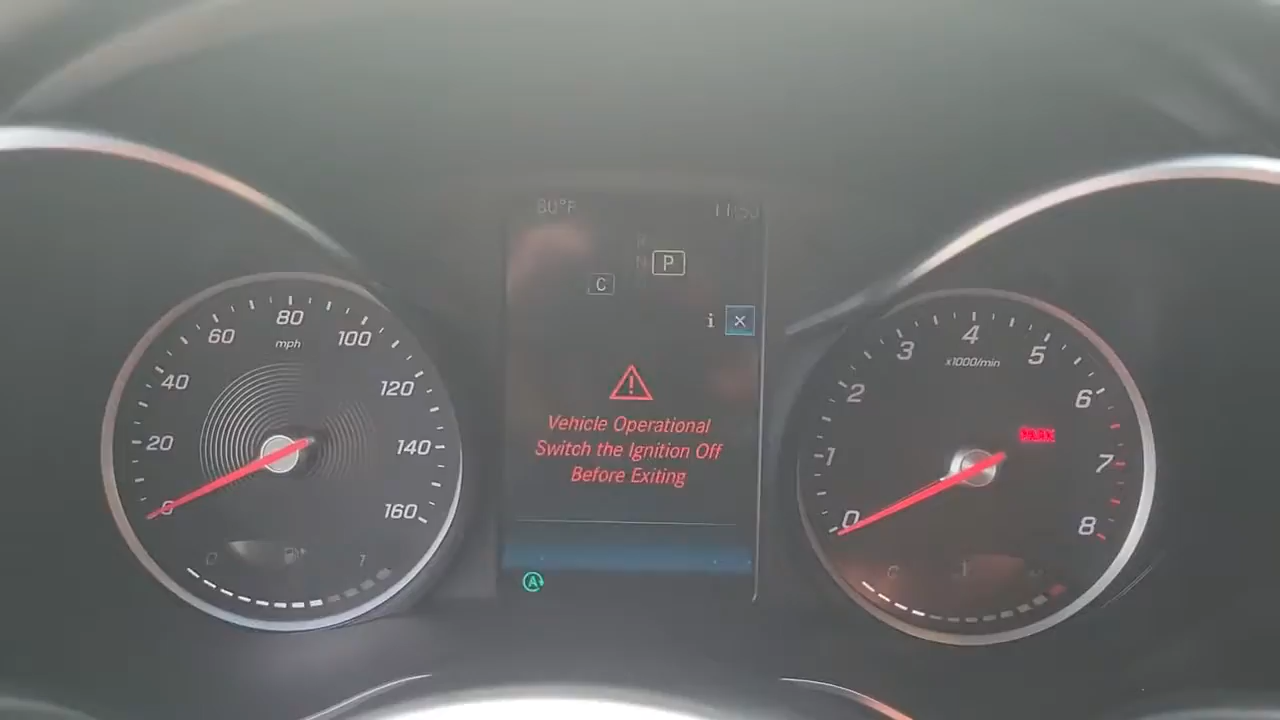 80°F
P
C
i
Vehicle Operational
Switch the Ignition Off
Before Exiting
A
0
20
40
60
80
100
120
140
160
mph
0
1
2
3
4
5
6
7
8
x1000/min